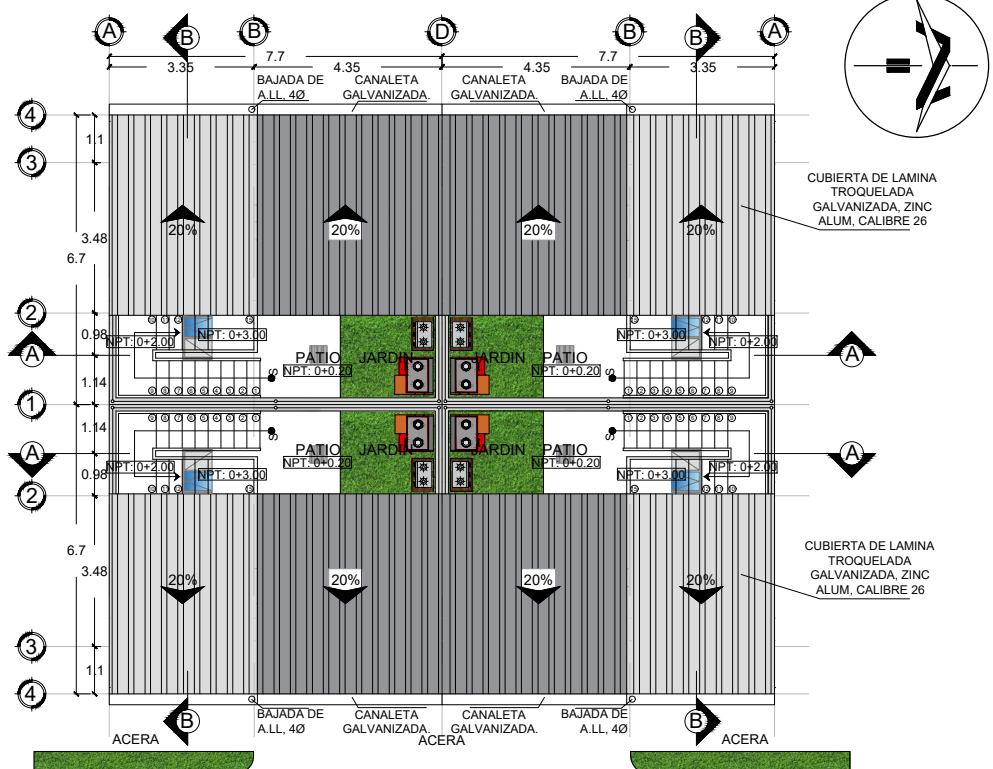 A
B
B
D
B
B
A
7.7
7.7
3.35
4.35
4.35
3.35
BAJADA DE
A.LL, 4Ø
CANALETA
GALVANIZADA.
CANALETA
GALVANIZADA.
BAJADA DE
A.LL, 4Ø
4
1.1
3
CUBIERTA DE LAMINA
TROQUELADA
GALVANIZADA, ZINC
ALUM, CALIBRE 26
20%
20%
20%
20%
3.48
6.7
2
0.98
NPT: 0+2.00
NPT: 0+3.00
NPT: 0+3.00
NPT: 0+2.00
A
A
PATIO
JARDIN
JARDIN
PATIO
NPT: 0+0.20
NPT: 0+0.20
S
S
1.14
1
1.14
S
S
PATIO
JARDIN
JARDIN
PATIO
NPT: 0+0.20
NPT: 0+0.20
A
A
0.98
NPT: 0+2.00
NPT: 0+3.00
NPT: 0+3.00
NPT: 0+2.00
2
6.7
3.48
20%
20%
20%
20%
CUBIERTA DE LAMINA
TROQUELADA
GALVANIZADA, ZINC
ALUM, CALIBRE 26
3
1.1
4
B
BAJADA DE
A.LL, 4Ø
CANALETA
GALVANIZADA.
CANALETA
GALVANIZADA.
BAJADA DE
A.LL, 4Ø
B
ACERA
ACERA
ACERA